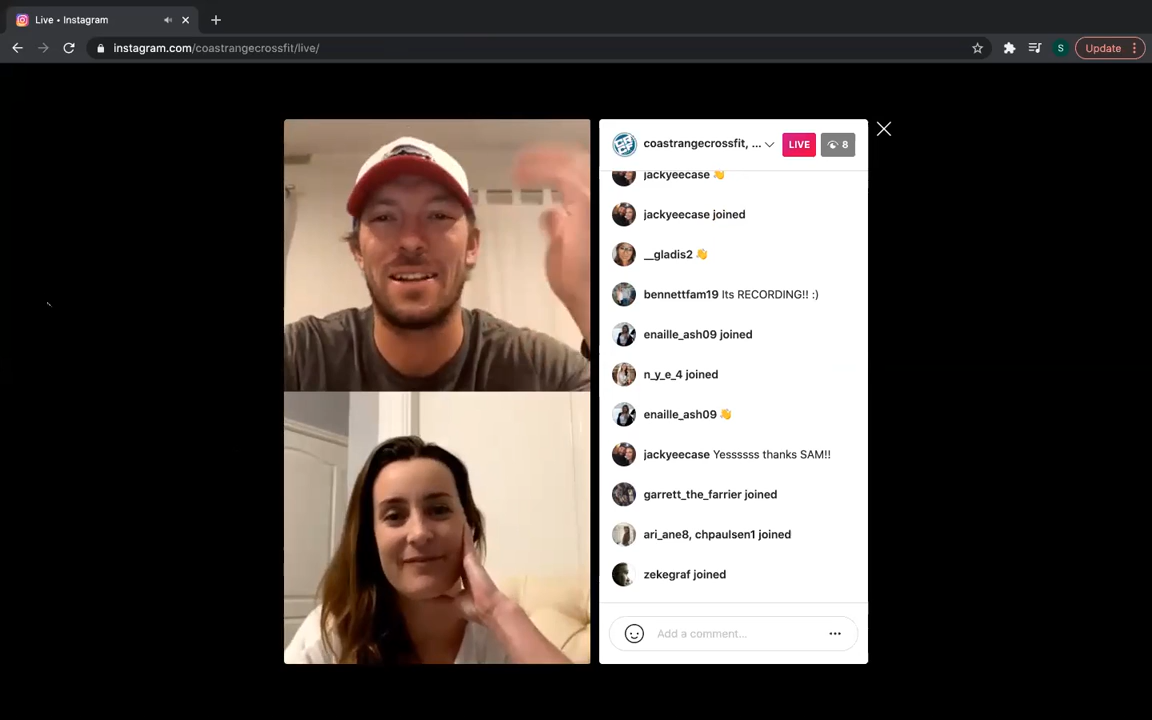 Live • Instagram
instagram.com/coastrangecrossfit/live/
S
Update
coastrangecrossfit, ...
LIVE
8
jackyeecase 👋
jackyeecase joined
__gladis2 👋
bennettfam19 Its RECORDING!! :)
enaille_ash09 joined
n_y_e_4 joined
enaille_ash09 👋
jackyeecase Yessssss thanks SAM!!
garrett_the_farrier joined
ari_ane8, chpaulsen1 joined
zekegraf joined
Add a comment...